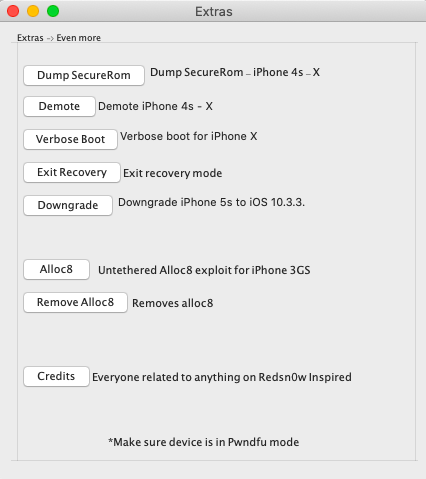 Extras
Extras -> Even more
Dump SecureRom Dump SecureRom – iPhone 4s – X
Demote Demote iPhone 4s - X
Verbose Boot Verbose boot for iPhone X
Exit Recovery Exit recovery mode
Downgrade Downgrade iPhone 5s to iOS 10.3.3.
Alloc8 Untethered Alloc8 exploit for iPhone 3GS
Remove Alloc8 Removes alloc8
Credits Everyone related to anything on Redsn0w Inspired
*Make sure device is in Pwndfu mode